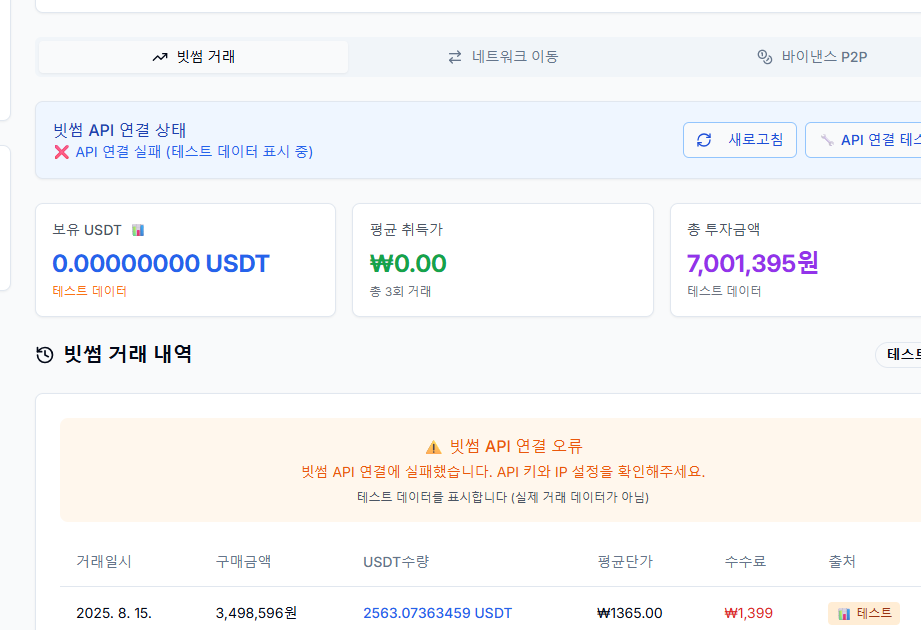 빗썸 거래
네트워크 이동
바이낸스 P2P
빗썸 API 연결 상태
API 연결 실패 (테스트 데이터 표시 중)
새로고침
API 연결 테스
보유 USDT
0.00000000 USDT
테스트 데이터
평균 취득가
₩0.00
총 3회 거래
총 투자금액
7,001,395원
테스트 데이터
빗썸 거래 내역
테스트
빗썸 API 연결 오류
빗썸 API 연결에 실패했습니다. API 키와 IP 설정을 확인해주세요.
테스트 데이터를 표시합니다 (실제 거래 데이터가 아님)
거래일시 구매금액 USDT수량 평균단가 수수료 출처
2025. 8. 15. 3,498,596원 2563.07363459 USDT ₩1365.00 ₩1,399 테스트